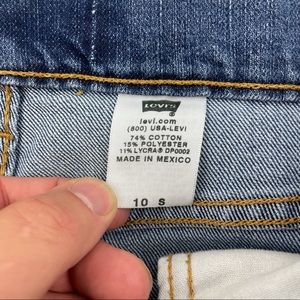 Levi's
levi.com
(800) USA-LEVI
74% COTTON
15% POLYESTER
11% LYCRA® DP0002
MADE IN MEXICO
10 S